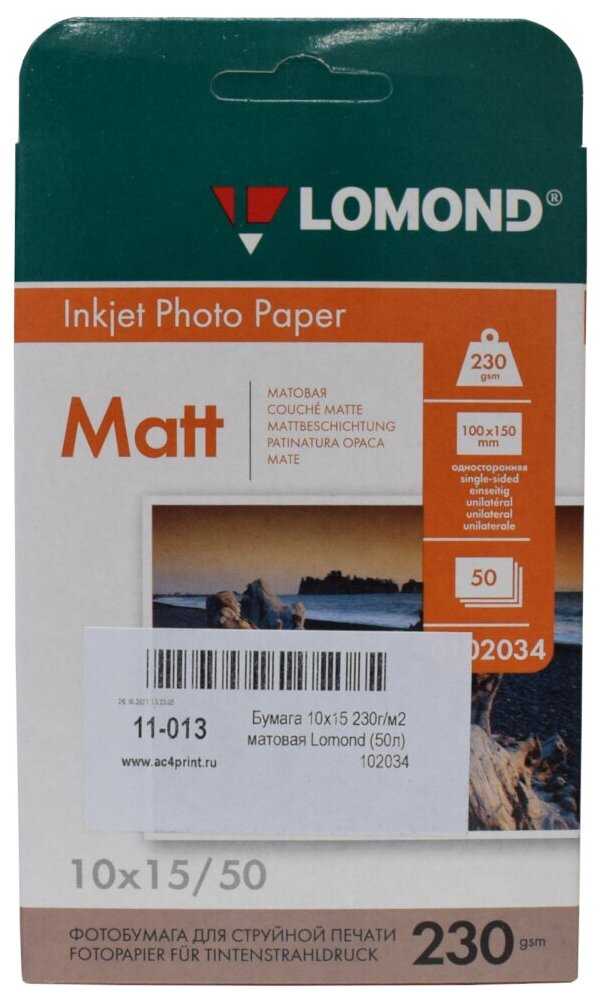 LOMOND®
Inkjet Photo Paper
Matt
МАТОВАЯ
COUCHÉ MATTE
MATTBESCHICHTUNG
PATINATURA OPACA
MATE
230
gsm
100x150
mm
односторонняя
single-sided
einseitig
unilatéral
unilateral
unilaterale
50
02034
11-013
www.ac4print.ru
Бумага 10x15 230г/м2
матовая Lomond (50л)
102034
10x15/50
ФОТОБУМАГА ДЛЯ СТРУЙНОЙ ПЕЧАТИ
FOTOPAPIER FÜR TINTENSTRAHLDRUCK
230 gsm